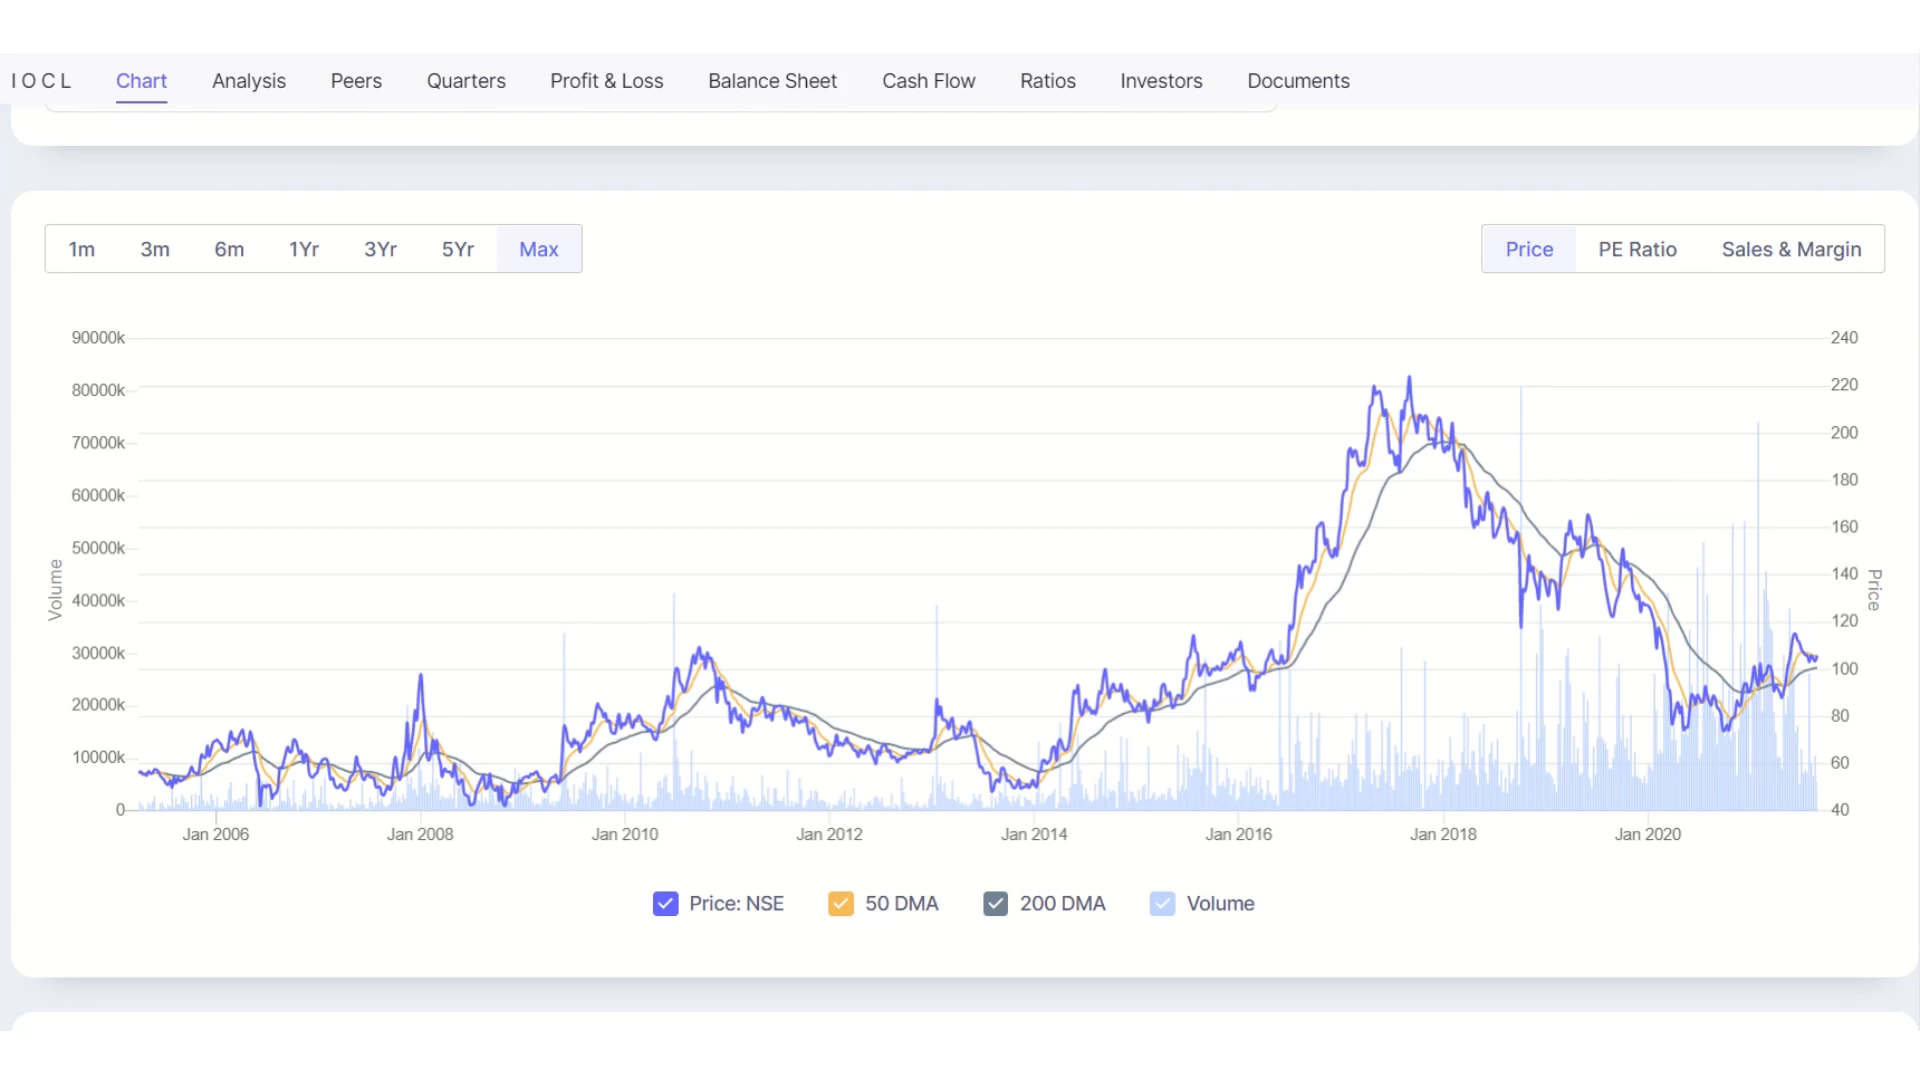 I O C L Chart Analysis Peers Quarters Profit & Loss Balance Sheet Cash Flow Ratios Investors Documents
1m 3m 6m 1Yr 3Yr 5Yr Max Price PE Ratio Sales & Margin
90000k 240
80000k 220
70000k 200
60000k 180
50000k 160
40000k 140
30000k 120
20000k 100
10000k 80
0 60
40
Volume
Price
Jan 2006 Jan 2008 Jan 2010 Jan 2012 Jan 2014 Jan 2016 Jan 2018 Jan 2020
Price: NSE 50 DMA 200 DMA Volume